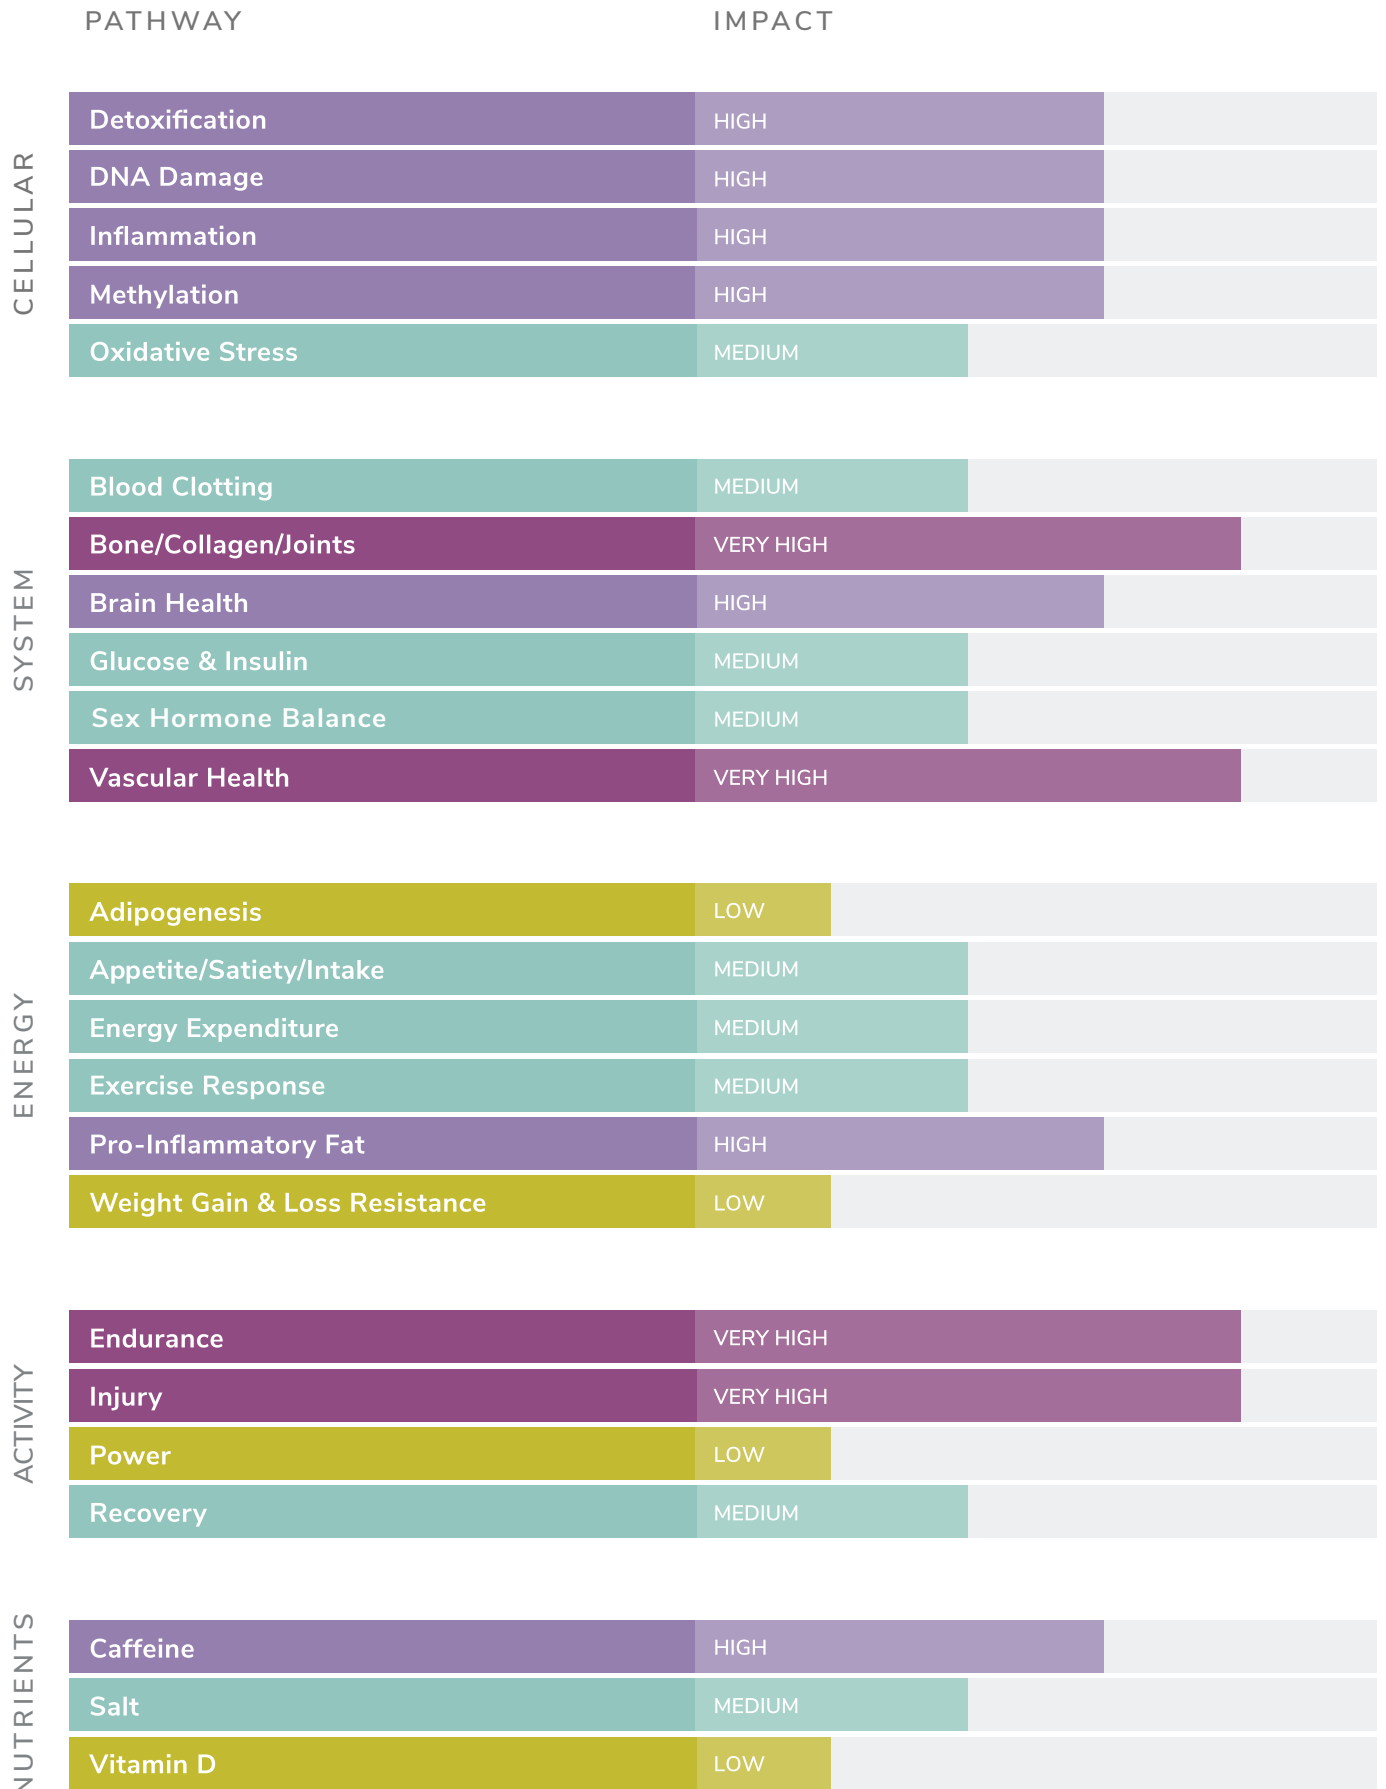 PATHWAY IMPACT
CELLULAR
Detoxification HIGH
DNA Damage HIGH
Inflammation HIGH
Methylation HIGH
Oxidative Stress MEDIUM
SYSTEM
Blood Clotting MEDIUM
Bone/Collagen/Joints VERY HIGH
Brain Health HIGH
Glucose & Insulin MEDIUM
Sex Hormone Balance MEDIUM
Vascular Health VERY HIGH
ENERGY
Adipogenesis LOW
Appetite/Satiety/Intake MEDIUM
Energy Expenditure MEDIUM
Exercise Response MEDIUM
Pro-Inflammatory Fat HIGH
Weight Gain & Loss Resistance LOW
ACTIVITY
Endurance VERY HIGH
Injury VERY HIGH
Power LOW
Recovery MEDIUM
NUTRIENTS
Caffeine HIGH
Salt MEDIUM
Vitamin D LOW